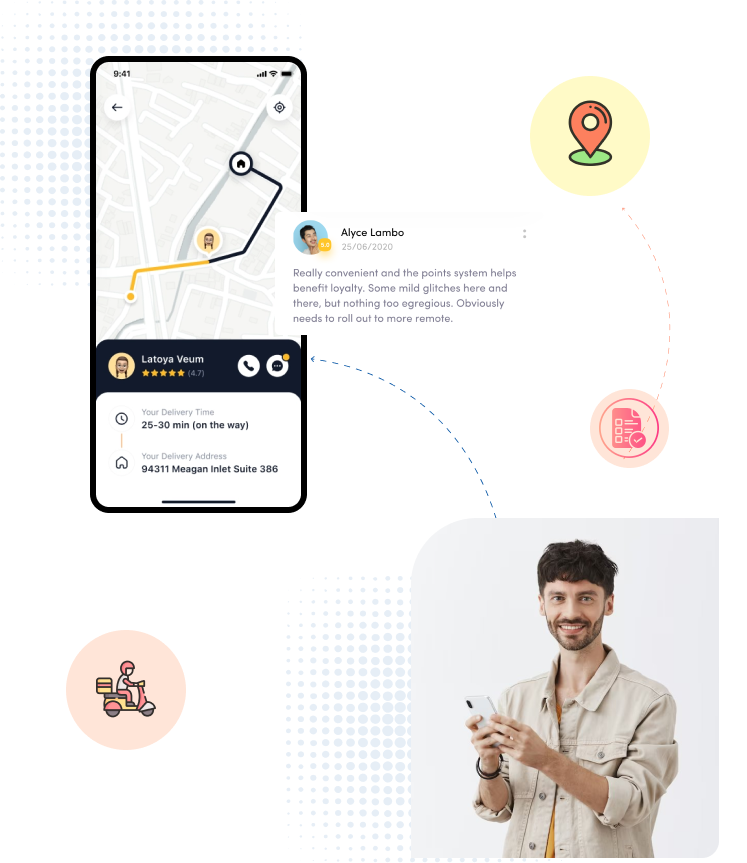 9:41
Alyce Lambo
25/06/2020
Really convenient and the points system helps
benefit loyalty. Some mild glitches here and
there, but nothing too egregious. Obviously
needs to roll out to more remote.
Latoya Veum
(4.7)
Your Delivery Time
25-30 min (on the way)
Your Delivery Address
94311 Meagan Inlet Suite 386